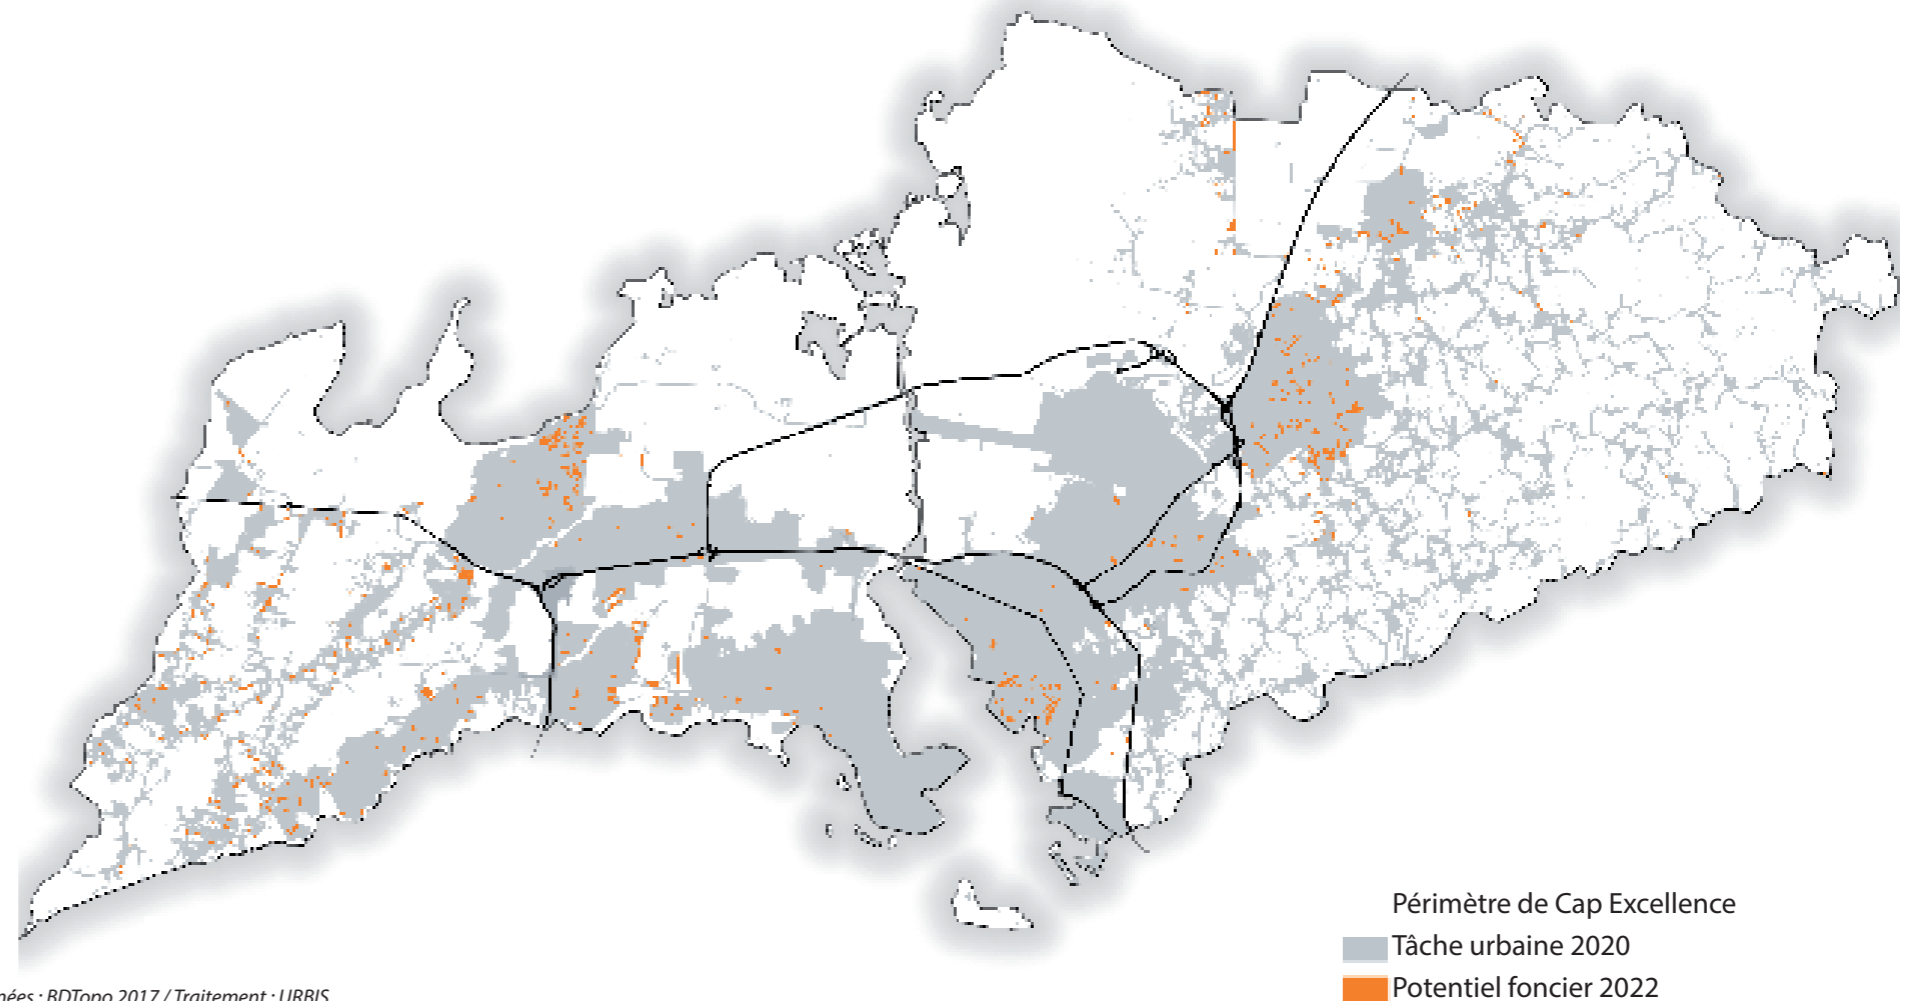 Périmètre de Cap Excellence
Tâche urbaine 2020
Potentiel foncier 2022
: BDTopo 2017 / Traitement : URBIS